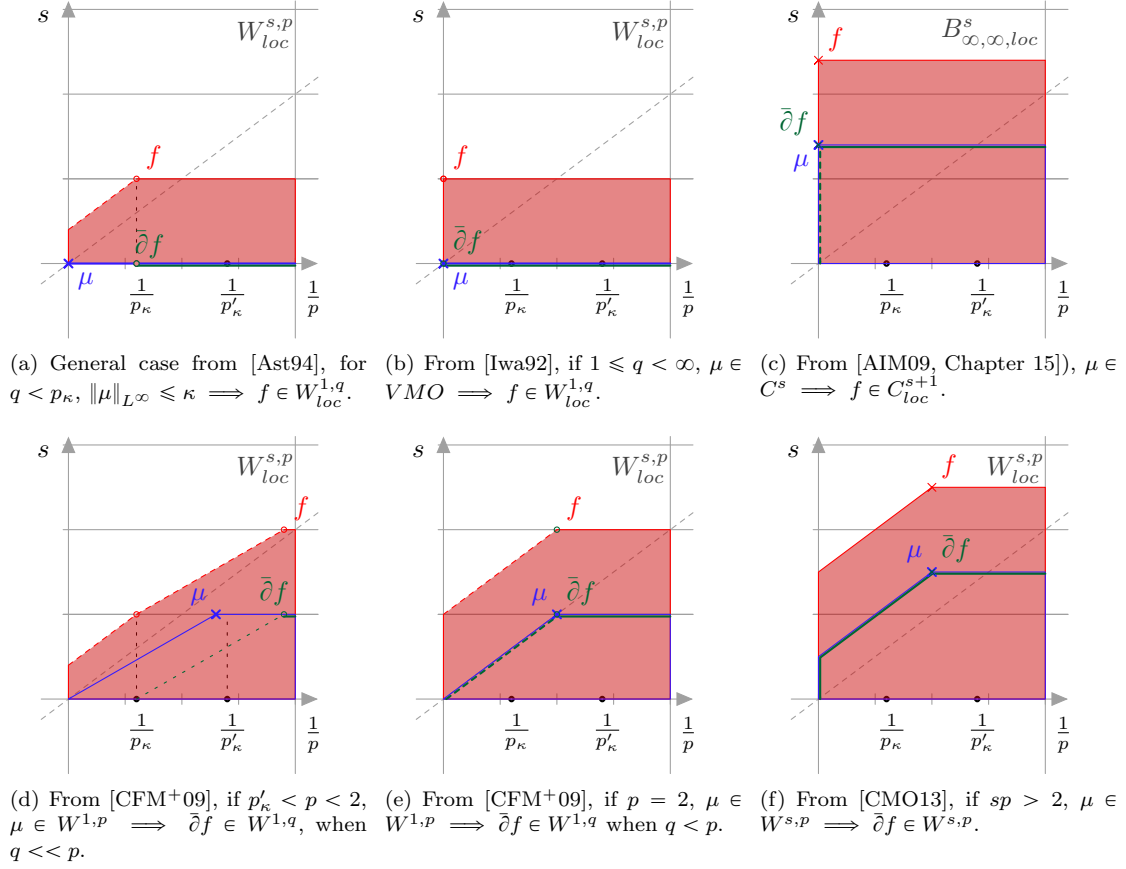 s
W^{s,p}_{loc}
f
∂̄f
μ
1/p_κ
1/p′_κ
1/p
(a) General case from [Ast94], for
q < p_κ, ‖μ‖_{L^∞} ⩽ κ ⟹ f ∈ W^{1,q}_{loc}.
W^{s,p}_{loc}
f
∂̄f
μ
1/p_κ
1/p′_κ
1/p
(b) From [Iwa92], if 1 ⩽ q < ∞, μ ∈
VMO ⟹ f ∈ W^{1,q}_{loc}.
B^s_{∞,∞,loc}
f
∂̄f
μ
1/p_κ
1/p′_κ
(c) From [AIM09, Chapter 15]), μ ∈
C^s ⟹ f ∈ C^{s+1}_{loc}.
s
W^{s,p}_{loc}
f
μ
∂̄f
1/p_κ
1/p′_κ
1/p
(d) From [CFM⁺09], if p′_κ < p < 2,
μ ∈ W^{1,p} ⟹ ∂̄f ∈ W^{1,q}, when
q << p.
s
W^{s,p}_{loc}
f
μ ∂̄f
1/p_κ
1/p′_κ
1/p
(e) From [CFM⁺09], if p = 2, μ ∈
W^{1,p} ⟹ ∂̄f ∈ W^{1,q} when q < p.
s
W^{s,p}_{loc}
f
μ ∂̄f
1/p_κ
1/p′_κ
1/p
(f) From [CMO13], if sp > 2, μ ∈
W^{s,p} ⟹ ∂̄f ∈ W^{s,p}.